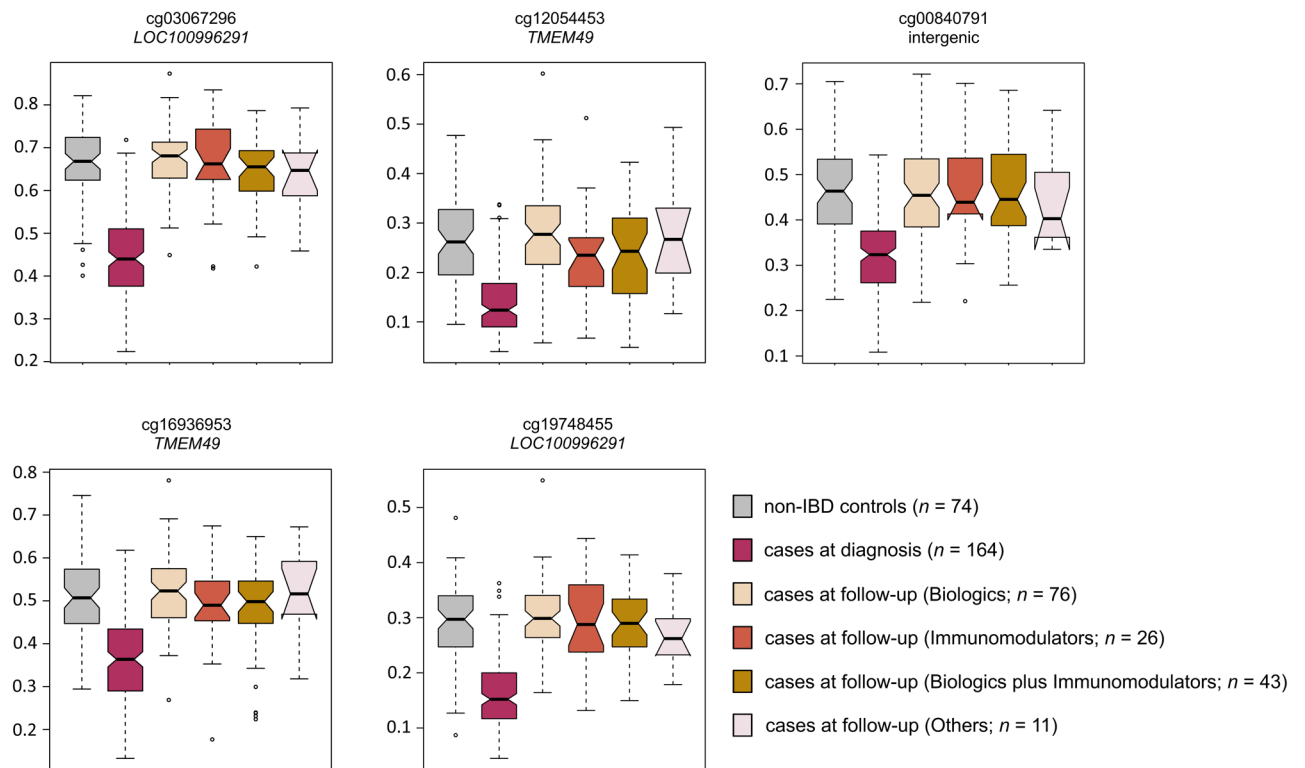 cg03067296
LOC100996291
0.8
0.7
0.6
0.5
0.4
0.3
0.2
cg12054453
TMEM49
0.6
0.5
0.4
0.3
0.2
0.1
cg00840791
intergenic
0.7
0.6
0.5
0.4
0.3
0.2
0.1
cg16936953
TMEM49
0.8
0.7
0.6
0.5
0.4
0.3
0.2
cg19748455
LOC100996291
0.5
0.4
0.3
0.2
0.1
non-IBD controls (n = 74)
cases at diagnosis (n = 164)
cases at follow-up (Biologics; n = 76)
cases at follow-up (Immunomodulators; n = 26)
cases at follow-up (Biologics plus Immunomodulators; n = 43)
cases at follow-up (Others; n = 11)